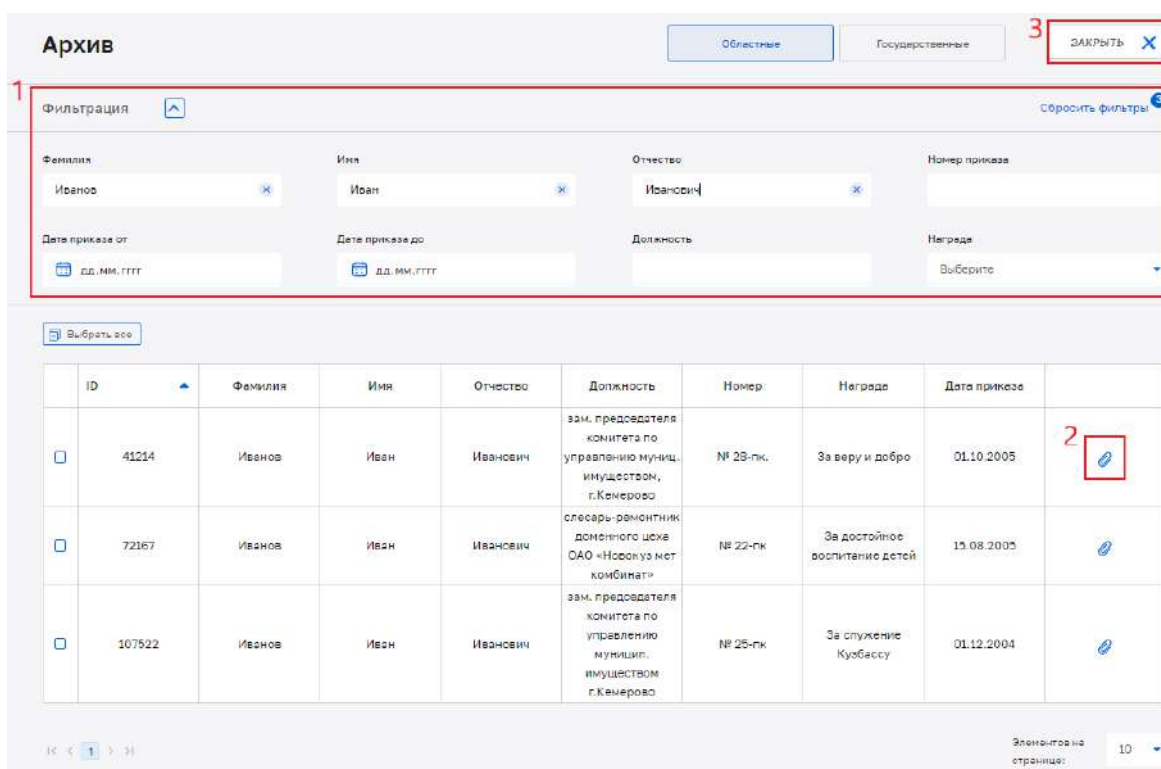 Архив
Областные
Государственные
3
ЗАКРЫТЬ
1
Фильтрация
Сбросить фильтры
3
Фамилия
Имя
Отчество
Номер приказа
Иванов
Иван
Иванович
Дата приказа от
Дата приказа до
Должность
Награда
дд.мм.гггг
дд.мм.гггг
Выберите
Выбрать все
ID
Фамилия
Имя
Отчество
Должность
Номер
Награда
Дата приказа
2
41214
Иванов
Иван
Иванович
зам. председателя
комитета по
управлению муниц.
имуществом,
г.Кемерово
№ 28-пк.
За веру и добро
01.10.2005
72167
Иванов
Иван
Иванович
слесарь-ремонтник
доменного цеха
ОАО «Новокуз мет
комбинат»
№ 22-пк
За достойное
воспитание детей
15.08.2005
107522
Иванов
Иван
Иванович
зам. председателя
комитета по
управлению
муницип.
имуществом
г.Кемерово
№ 25-пк
За служение
Кузбассу
01.12.2004
1
Элементов на
странице:
10